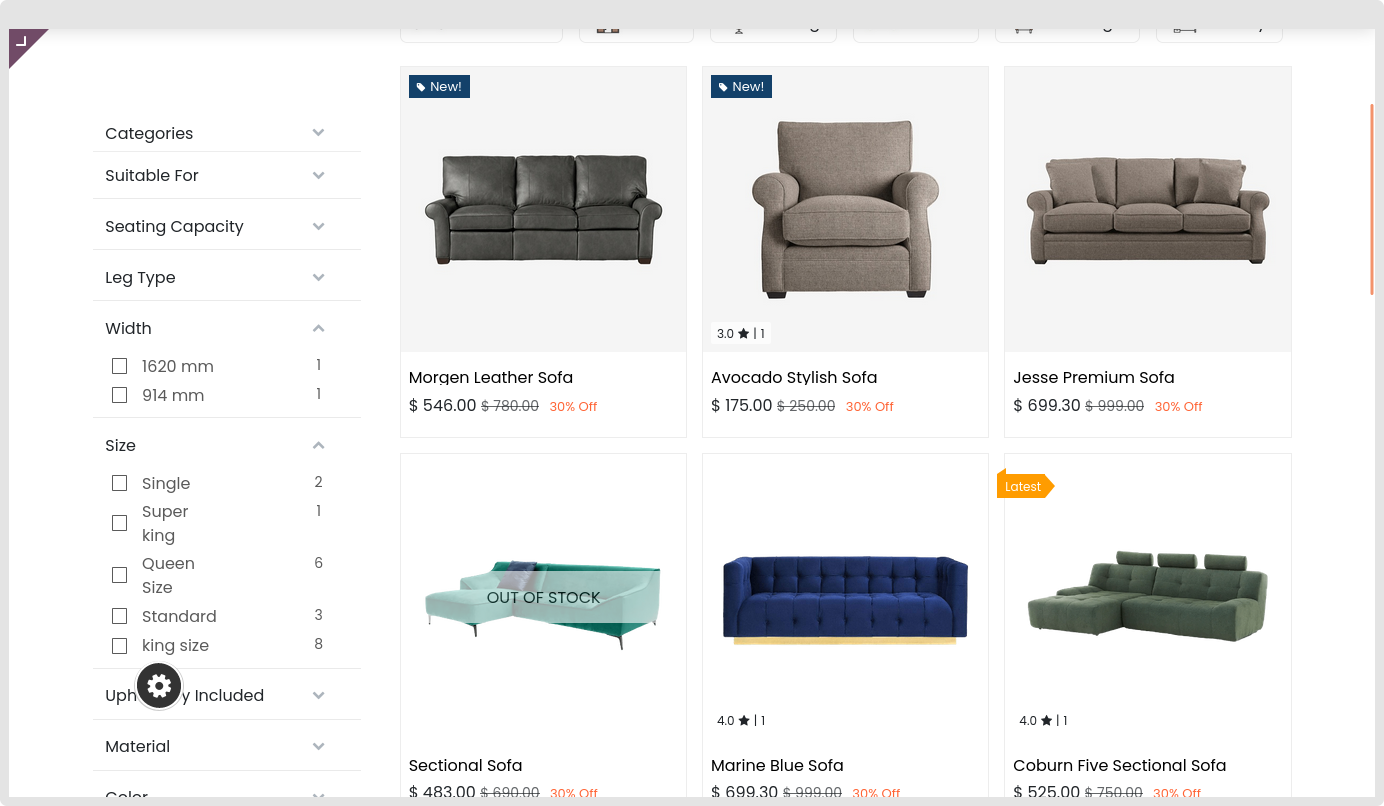 Categories
Suitable For
Seating Capacity
Leg Type
Width
1620 mm 1
914 mm 1
Size
Single 2
Super king 1
Queen Size 6
Standard 3
king size 8
Included
Material
Color
New!
Morgen Leather Sofa
$ 546.00 $ 780.00 30% Off
New!
3.0 ★ | 1
Avocado Stylish Sofa
$ 175.00 $ 250.00 30% Off
Jesse Premium Sofa
$ 699.30 $ 999.00 30% Off
OUT OF STOCK
Sectional Sofa
$ 483.00 $ 690.00 30% Off
4.0 ★ | 1
Marine Blue Sofa
$ 699.30 $ 999.00 30% Off
Latest
4.0 ★ | 1
Coburn Five Sectional Sofa
$ 525.00 $ 750.00 30% Off